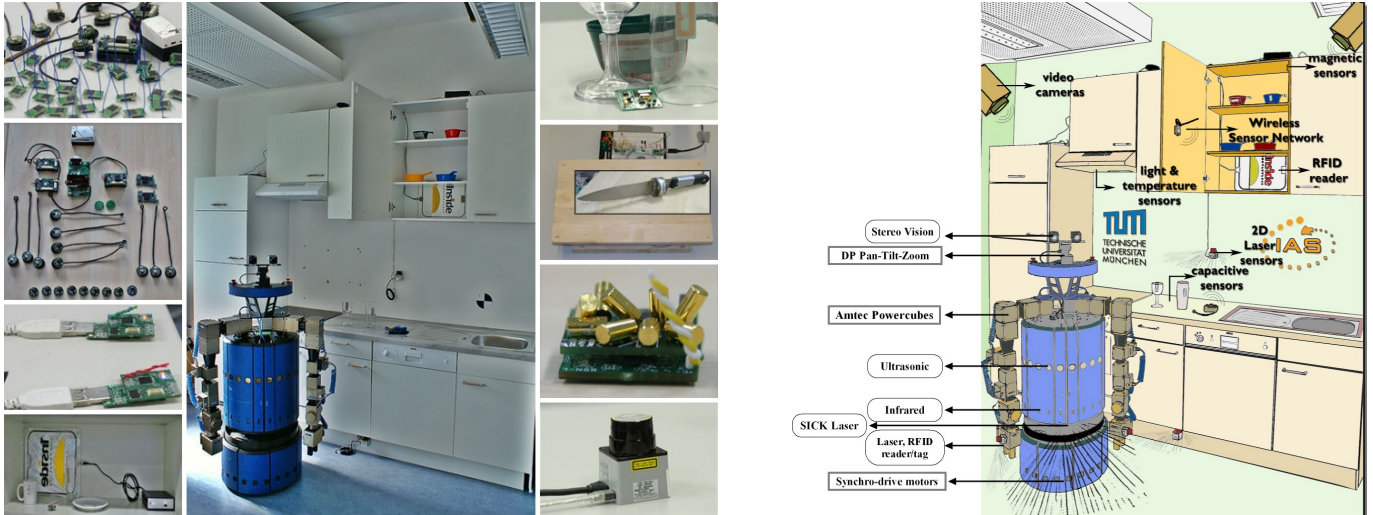 inside
inside
video
cameras
magnetic
sensors
Wireless
Sensor Network
RFID
reader
inside
light &
temperature
sensors
TUM
TECHNISCHE
UNIVERSITÄT
MÜNCHEN
2D
Laser
sensors
IAS
capacitive
sensors
Stereo Vision
DP Pan-Tilt-Zoom
Amtec Powercubes
Ultrasonic
Infrared
SICK Laser
Laser, RFID
reader/tag
Synchro-drive motors